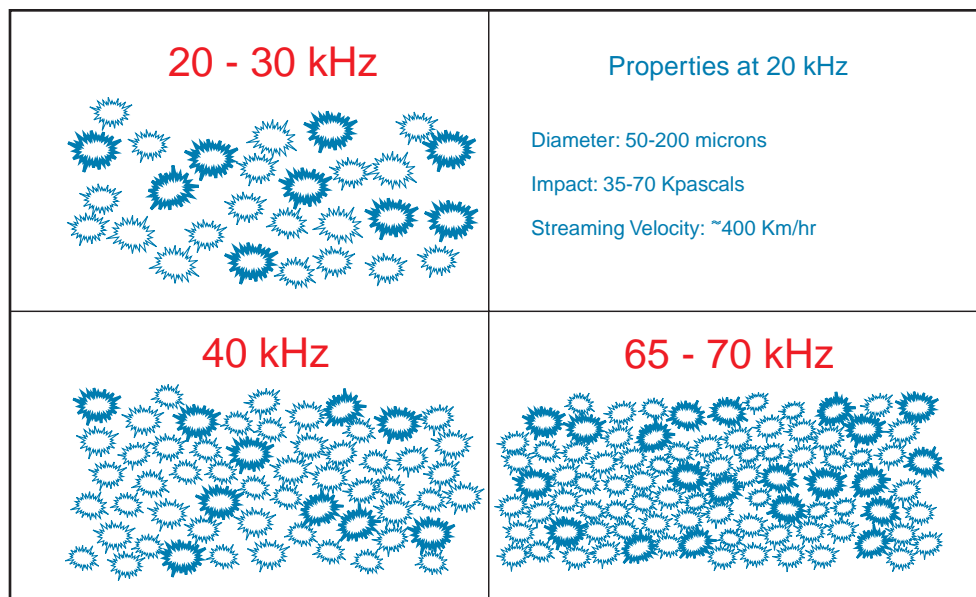 20 - 30 kHz
Properties at 20 kHz
Diameter: 50-200 microns
Impact: 35-70 Kpascals
Streaming Velocity: ~400 Km/hr
40 kHz
65 - 70 kHz